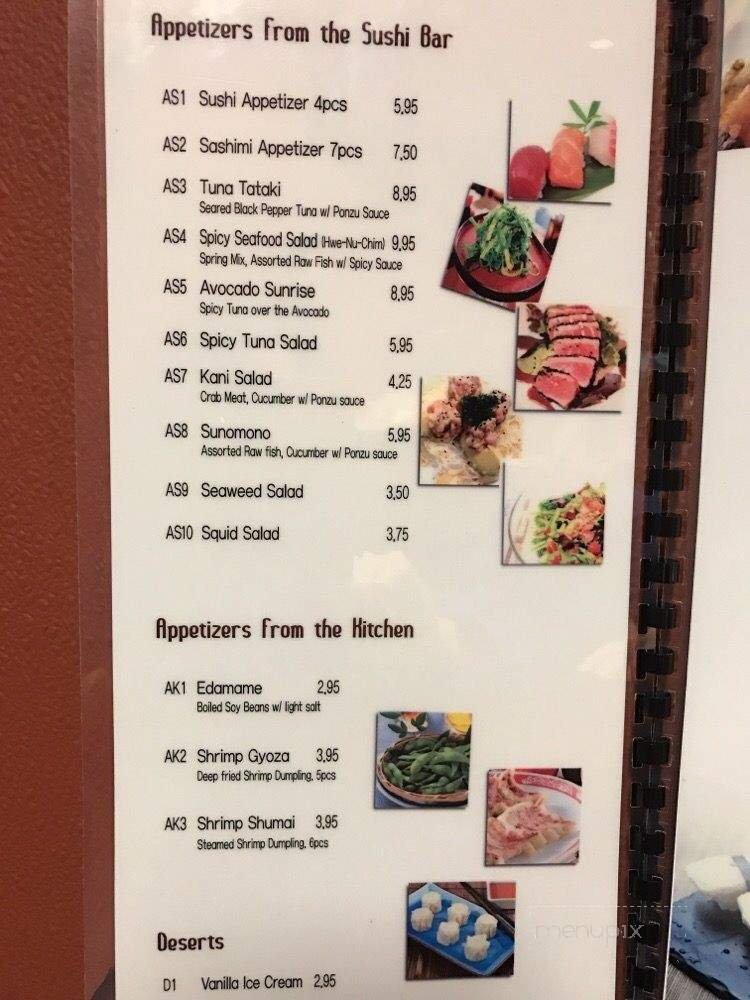 Appetizers from the Sushi Bar
AS1 Sushi Appetizer 4pcs 5.95
AS2 Sashimi Appetizer 7pcs 7.50
AS3 Tuna Tataki 8.95
Seared Black Pepper Tuna w/ Ponzu Sauce
AS4 Spicy Seafood Salad (Hwe-Nu-Chim) 9.95
Spring Mix, Assorted Raw Fish w/ Spicy Sauce
AS5 Avocado Sunrise 8.95
Spicy Tuna over the Avocado
AS6 Spicy Tuna Salad 5.95
AS7 Kani Salad 4.25
Crab Meat, Cucumber w/ Ponzu sauce
AS8 Sunomono 5.95
Assorted Raw fish, Cucumber w/ Ponzu sauce
AS9 Seaweed Salad 3.50
AS10 Squid Salad 3.75
Appetizers from the Kitchen
AK1 Edamame 2.95
Boiled Soy Beans w/ light salt
AK2 Shrimp Gyoza 3.95
Deep fried Shrimp Dumpling, 5pcs
AK3 Shrimp Shumai 3.95
Steamed Shrimp Dumpling, 6pcs
menupix
Deserts
D1 Vanilla Ice Cream 2.95